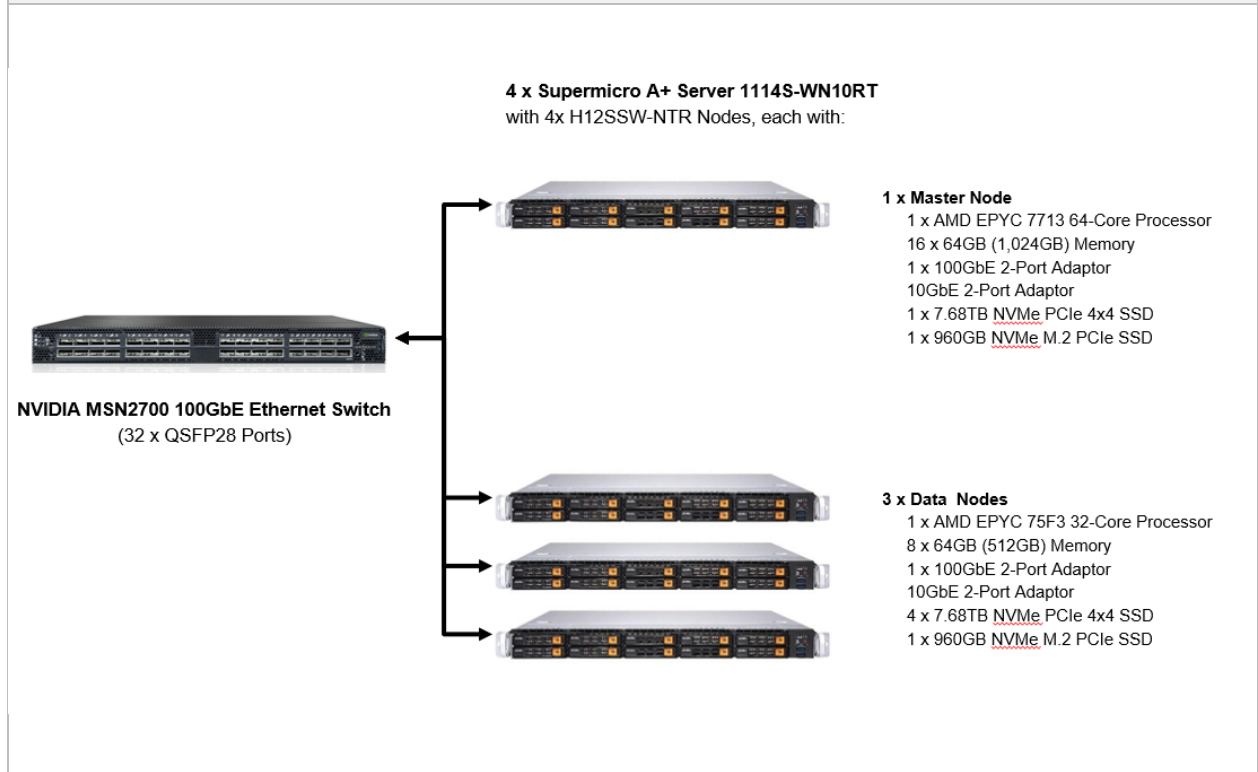 4 x Supermicro A+ Server 1114S-WN10RT
with 4x H12SSW-NTR Nodes, each with:
1 x Master Node
1 x AMD EPYC 7713 64-Core Processor
16 x 64GB (1,024GB) Memory
1 x 100GbE 2-Port Adaptor
10GbE 2-Port Adaptor
1 x 7.68TB NVMe PCIe 4x4 SSD
1 x 960GB NVMe M.2 PCIe SSD
NVIDIA MSN2700 100GbE Ethernet Switch
(32 x QSFP28 Ports)
3 x Data Nodes
1 x AMD EPYC 75F3 32-Core Processor
8 x 64GB (512GB) Memory
1 x 100GbE 2-Port Adaptor
10GbE 2-Port Adaptor
4 x 7.68TB NVMe PCIe 4x4 SSD
1 x 960GB NVMe M.2 PCIe SSD